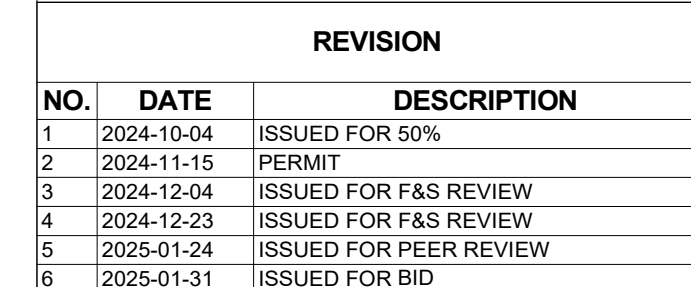 REVISION
NO. DATE DESCRIPTION
1 2024-10-04 ISSUED FOR 50%
2 2024-11-15 PERMIT
3 2024-12-04 ISSUED FOR F&S REVIEW
4 2024-12-23 ISSUED FOR F&S REVIEW
5 2025-01-24 ISSUED FOR PEER REVIEW
6 2025-01-31 ISSUED FOR BID